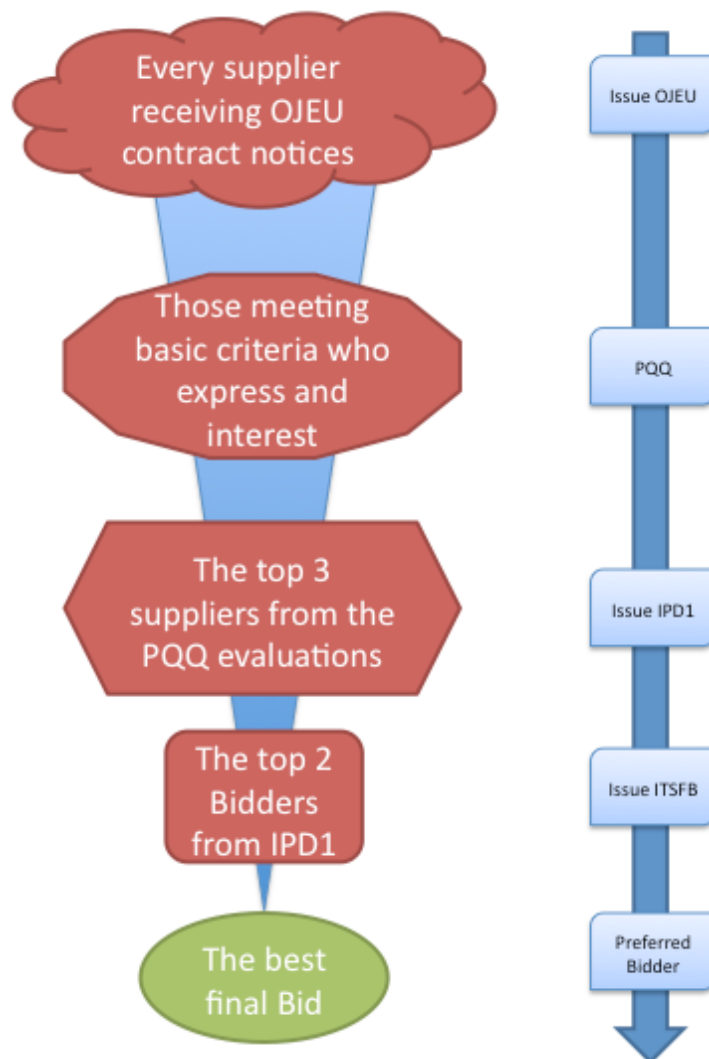 Every supplier
receiving OJEU
contract notices
Issue OJEU
Those meeting
basic criteria who
express and
interest
PQQ
The top 3
suppliers from the
PQQ evaluations
Issue IPD1
The top 2
Bidders
from IPD1
Issue ITSFB
The best
final Bid
Preferred
Bidder